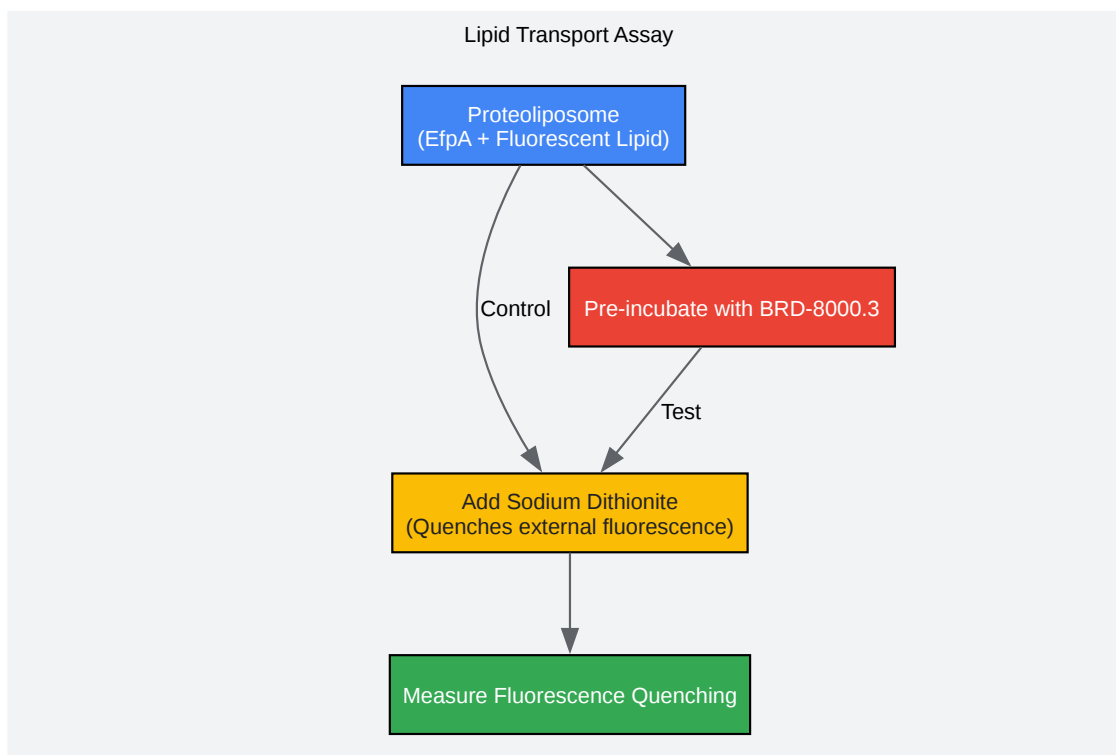 Lipid Transport Assay
Proteoliposome
(EfpA + Fluorescent Lipid)
Control
Pre-incubate with BRD-8000.3
Test
Add Sodium Dithionite
(Quenches external fluorescence)
Measure Fluorescence Quenching